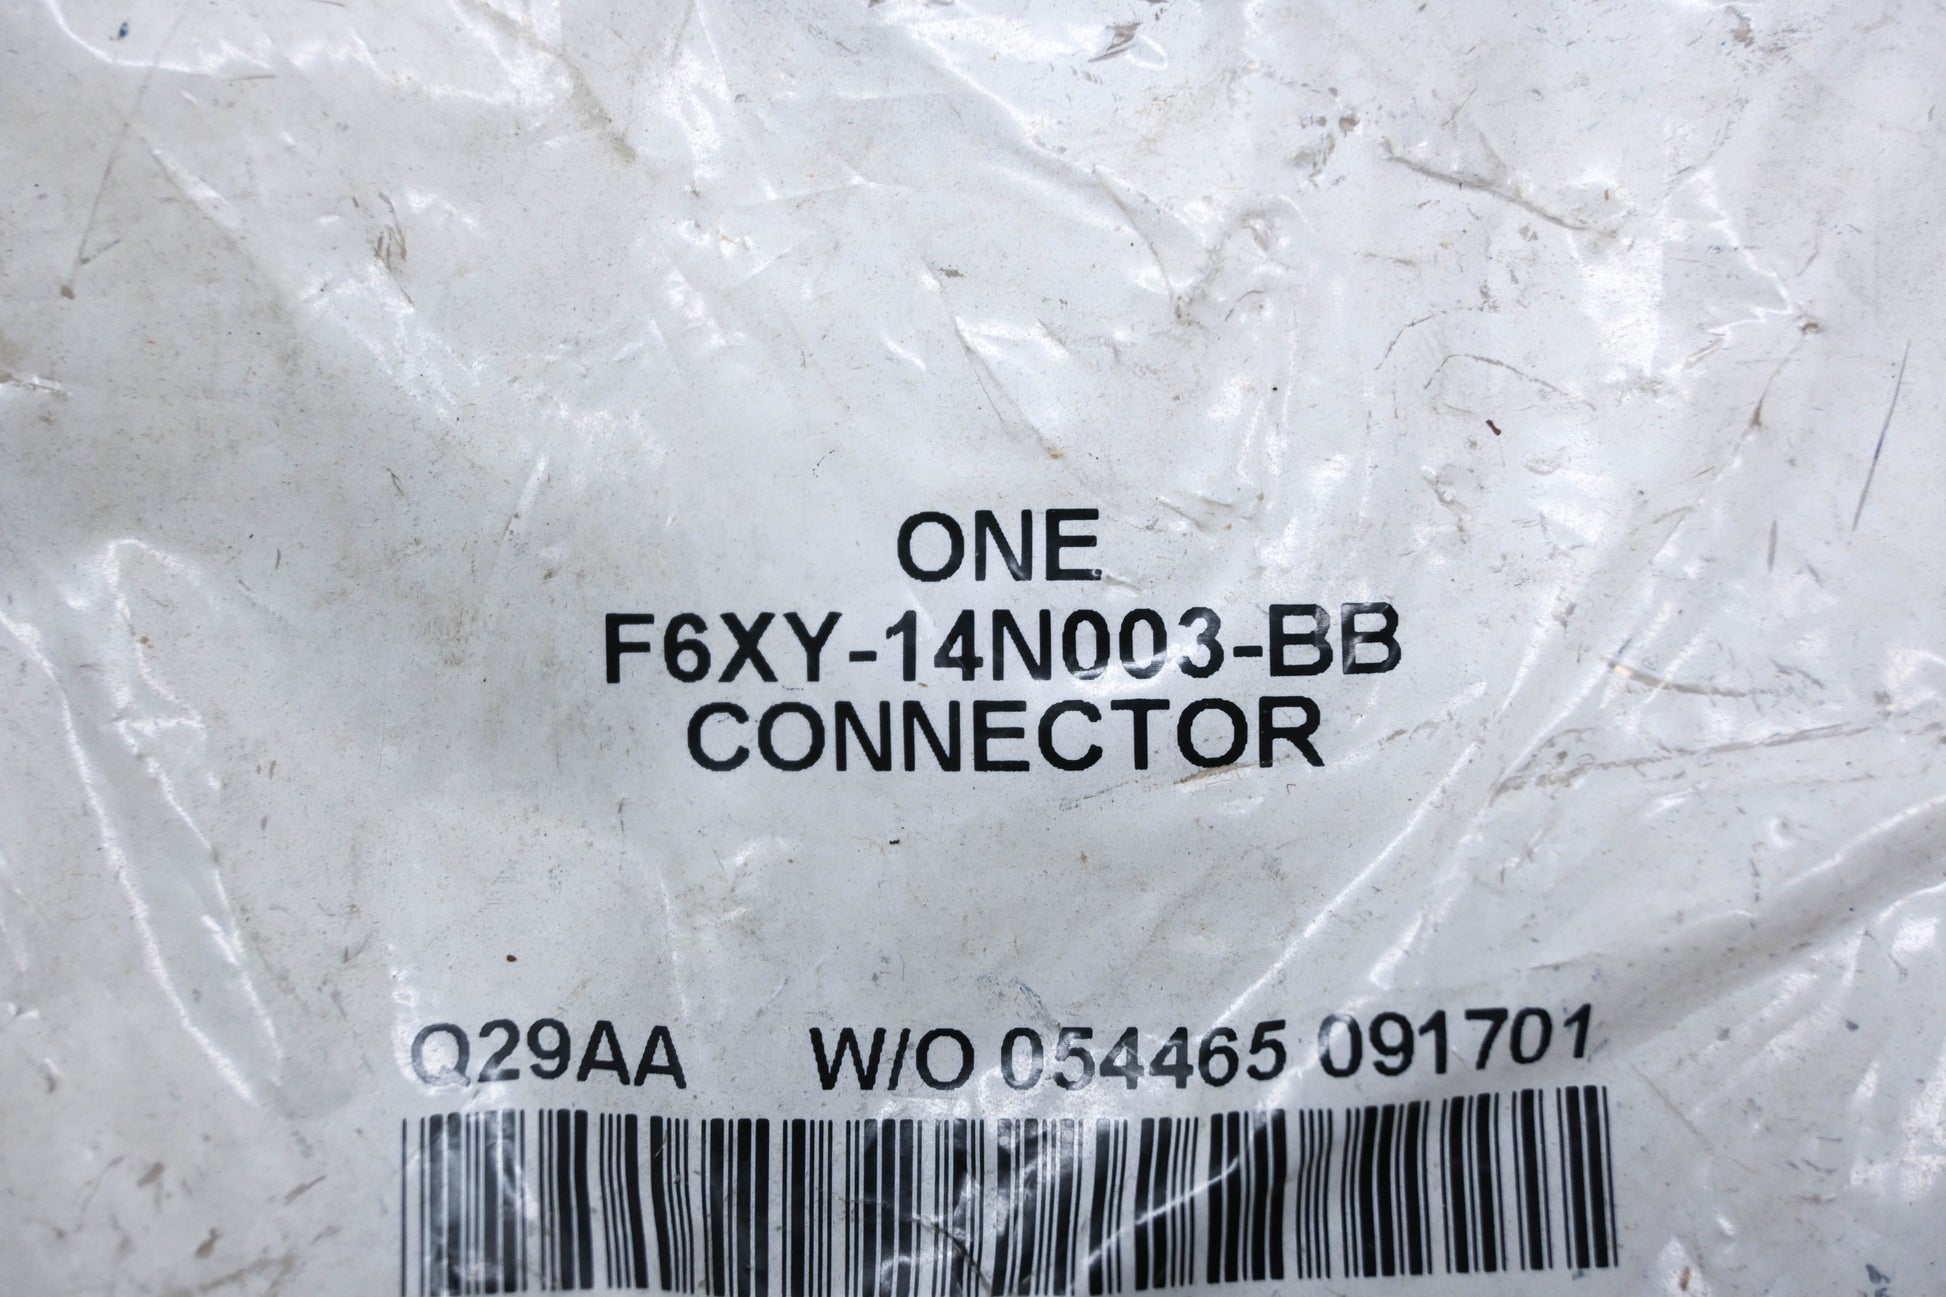 ONE
F6XY-14N003-BB
CONNECTOR
Q29AA W/O 054465 091701